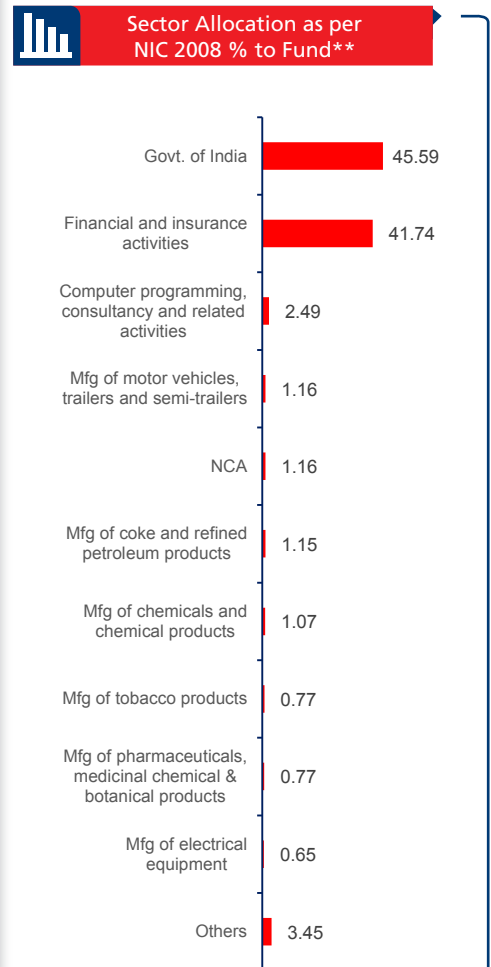 Sector Allocation as per
NIC 2008 % to Fund**
Govt. of India 45.59
Financial and insurance
activities 41.74
Computer programming,
consultancy and related
activities 2.49
Mfg of motor vehicles,
trailers and semi-trailers 1.16
NCA 1.16
Mfg of coke and refined
petroleum products 1.15
Mfg of chemicals and
chemical products 1.07
Mfg of tobacco products 0.77
Mfg of pharmaceuticals,
medicinal chemical &
botanical products 0.77
Mfg of electrical
equipment 0.65
Others 3.45